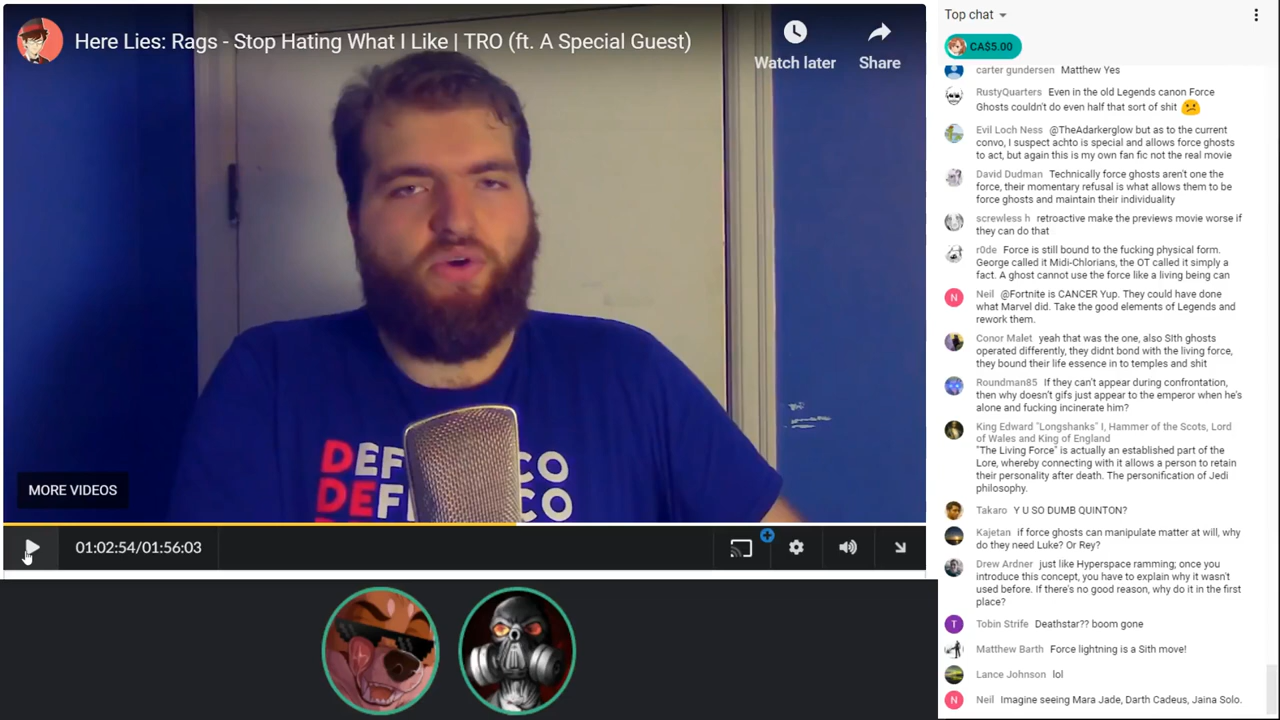 Here Lies: Rags - Stop Hating What I Like | TRO (ft. A Special Guest)
Watch later
Share
DEF CO
DEF CO
MORE VIDEOS
01:02:54/01:56:03
Top chat
CA$5.00
carter gundersen Matthew Yes
RustyQuarters Even in the old Legends canon Force
Ghosts couldn't do even half that sort of shit
Evil Loch Ness @TheAdarkerglow but as to the current
convo, I suspect achto is special and allows force ghosts
to act, but again this is my own fan fic not the real movie
David Dudman Technically force ghosts aren't one the
force, their momentary refusal is what allows them to be
force ghosts and maintain their individuality
screwless h retroactive make the previews movie worse if
they can do that
r0de Force is still bound to the fucking physical form.
George called it Midi-Chlorians, the OT called it simply a
fact. A ghost cannot use the force like a living being can
N Neil @Fortnite is CANCER Yup. They could have done
what Marvel did. Take the good elements of Legends and
rework them.
Conor Malet yeah that was the one, also SIth ghosts
operated differently, they didnt bond with the living force,
they bound their life essence in to temples and shit
Roundman85 If they can't appear during confrontation,
then why doesn't gifs just appear to the emperor when he's
alone and fucking incinerate him?
King Edward "Longshanks" I, Hammer of the Scots, Lord
of Wales and King of England
"The Living Force" is actually an established part of the
Lore, whereby connecting with it allows a person to retain
their personality after death. The personification of Jedi
philosophy.
Takaro Y U SO DUMB QUINTON?
Kajetan if force ghosts can manipulate matter at will, why
do they need Luke? Or Rey?
Drew Ardner just like Hyperspace ramming; once you
introduce this concept, you have to explain why it wasn't
used before. If there's no good reason, why do it in the first
place?
T Tobin Strife Deathstar?? boom gone
Matthew Barth Force lightning is a Sith move!
Lance Johnson lol
N Neil Imagine seeing Mara Jade, Darth Cadeus, Jaina Solo.